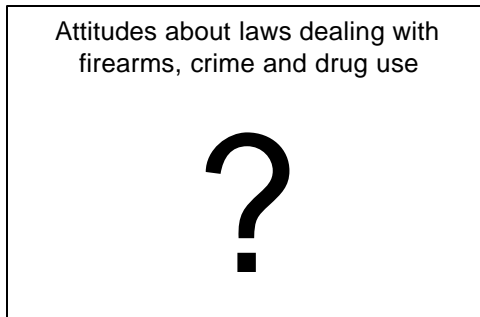 Attitudes about laws dealing with
firearms, crime and drug use
?